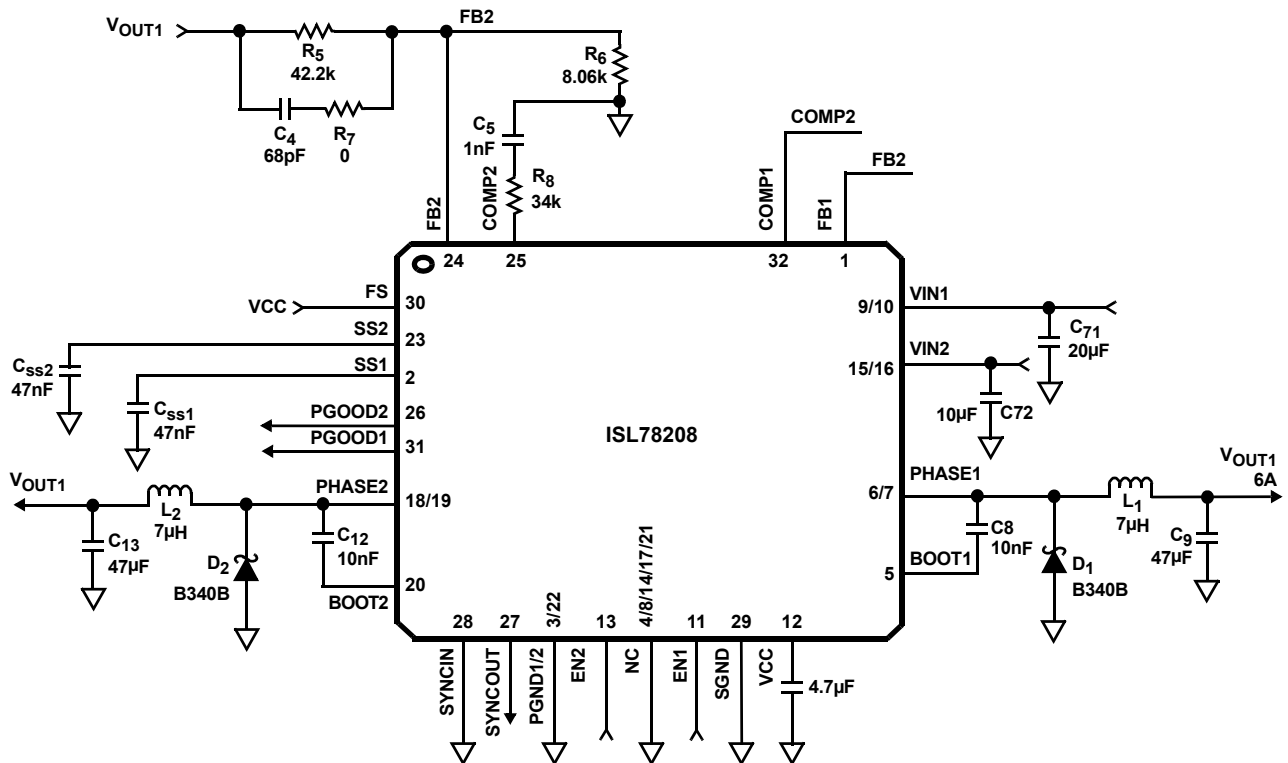 VOUT1
FB2
R5
42.2k
R6
8.06k
C4
68pF
R7
0
C5
1nF
R8
34k
COMP2
FB2
COMP2
COMP1
FB2
FB1
24
25
32
1
VCC
FS
30
SS2
23
SS1
2
Css2
47nF
Css1
47nF
PGOOD2
26
PGOOD1
31
ISL78208
9/10
VIN1
C71
20µF
15/16
VIN2
10µF
C72
VOUT1
L2
7µH
PHASE2
18/19
C13
47µF
D2
B340B
C12
10nF
20
BOOT2
PHASE1
6/7
VOUT1
6A
L1
7µH
C8
10nF
5
BOOT1
D1
B340B
C9
47µF
28
27
3/22
13
4/8/14/17/21
11
29
12
SYNCIN
SYNCOUT
PGND1/2
EN2
NC
EN1
SGND
VCC
4.7µF